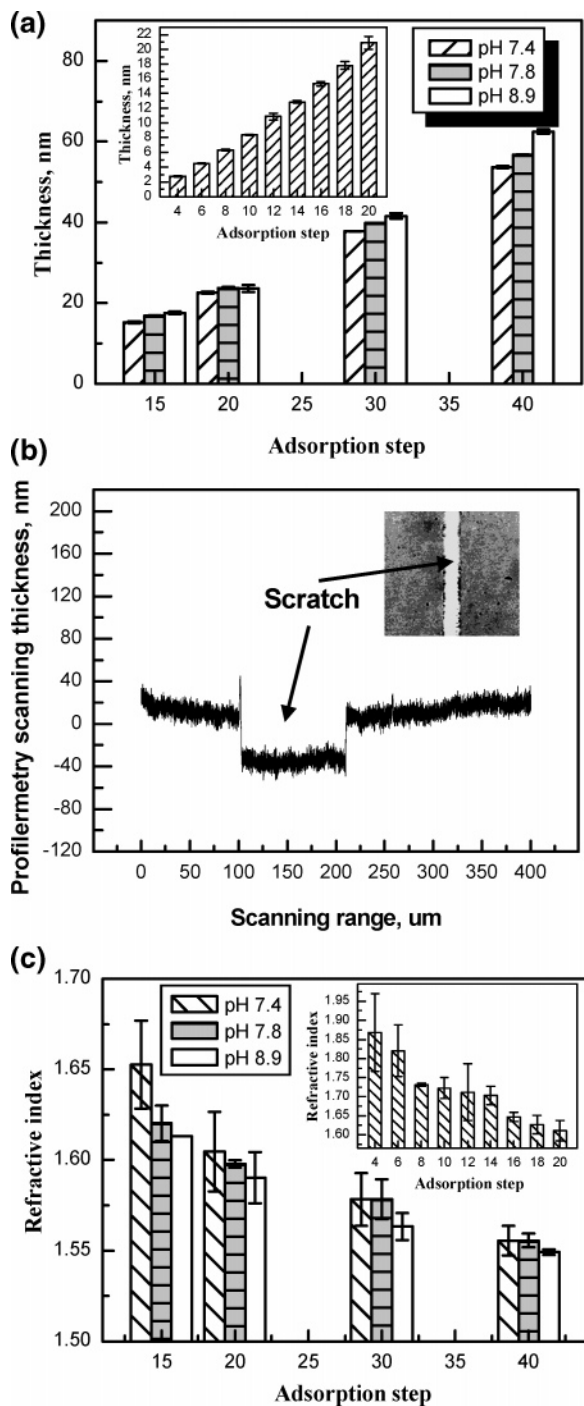 (a)
80
60
40
20
0
Thickness, nm
15 20 25 30 35 40
Adsorption step
pH 7.4
pH 7.8
pH 8.9
22
20
18
16
14
12
10
8
6
4
2
0
Thickness, nm
4 6 8 10 12 14 16 18 20
Adsorption step
(b)
200
160
120
80
40
0
-40
-80
-120
Profilermetry scanning thickness, nm
Scratch
0 50 100 150 200 250 300 350 400
Scanning range, um
(c)
1.70
1.65
1.60
1.55
1.50
Refractive index
pH 7.4
pH 7.8
pH 8.9
1.95
1.90
1.85
1.80
1.75
1.70
1.65
1.60
Refractive index
4 6 8 10 12 14 16 18 20
Adsorption step
15 20 25 30 35 40
Adsorption step